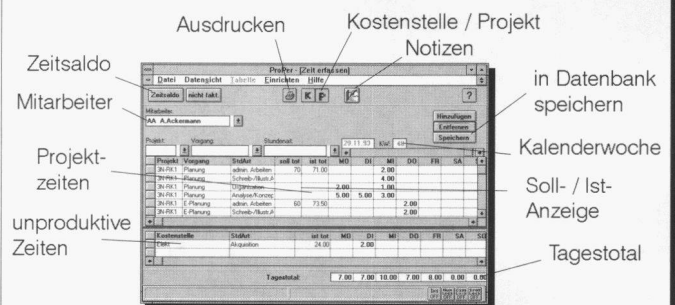 Ausdrucken
Kostenstelle / Projekt
Notizen
Zeitsaldo
Mitarbeiter
in Datenbank
speichern
Kalenderwoche
Projekt-
zeiten
Soll- / Ist-
Anzeige
unproduktive
Zeiten
Tagestotal
ProPer - [Zeit erfassen]
Datei Datensicht Tabelle Einrichten Hilfe
Zeitsaldo nicht fakt. K P ?
Mitarbeiter:
AA A.Ackermann
Hinzufügen
Entfernen
Speichern
Projekt: Vorgang: Stundenart: KW:
Projekt Vorgang StdArt soll tot ist tot MO DI MI DO FR SA
3N-RK1 Planung admin. Arbeiten 70 71.00 2.00
3N-RK1 Planung Schreib-/Illustr.A 4.00
3N-RK1 Planung Organisation 2.00 1.00
3N-RK1 Planung Analyse/Konzep 5.00 5.00 3.00
3N-RK1 E-Planung admin. Arbeiten 60 73.50 2.00
3N-RK1 E-Planung Schreib-/Illustr.A 2.00
Kostenstelle StdArt ist tot MO DI MI DO FR SA SO
Akquisition 24.00 2.00
Tagestotal: 7.00 7.00 10.00 7.00 0.00 0.00 0.00